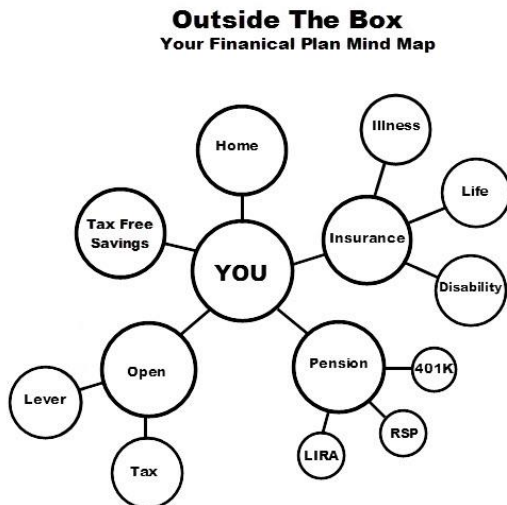 Outside The Box
Your Finanical Plan Mind Map
Illness
Home
Life
Tax Free
Savings
Insurance
YOU
Disability
Open
Pension
401K
Lever
RSP
LIRA
Tax